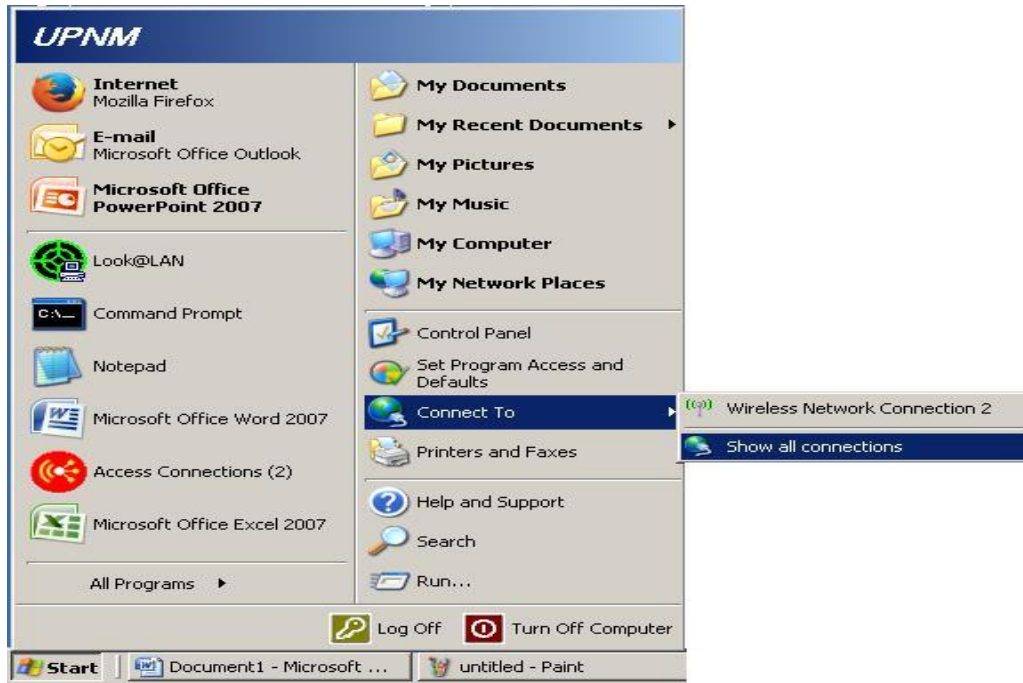 UPNM
Internet
Mozilla Firefox
E-mail
Microsoft Office Outlook
Microsoft Office
PowerPoint 2007
Look@LAN
C:\_
Command Prompt
Notepad
Microsoft Office Word 2007
Access Connections (2)
Microsoft Office Excel 2007
All Programs
My Documents
My Recent Documents
My Pictures
My Music
My Computer
My Network Places
Control Panel
Set Program Access and
Defaults
Connect To
Printers and Faxes
Help and Support
Search
Run...
Wireless Network Connection 2
Show all connections
Log Off
Turn Off Computer
Start
Document1 - Microsoft ...
untitled - Paint